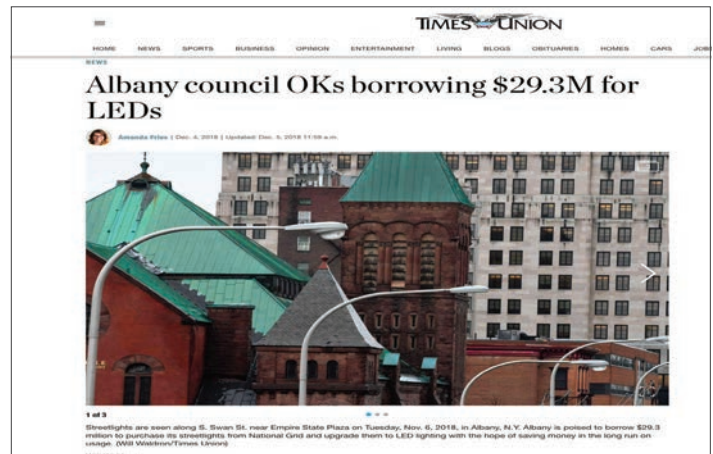 TIMES UNION
HOME NEWS SPORTS BUSINESS OPINION ENTERTAINMENT LIVING BLOGS OBITUARIES HOMES CARS JOBS
NEWS
Albany council OKs borrowing $29.3M for
LEDs
Amanda Fries | Dec. 4, 2018 | Updated: Dec. 5, 2018 11:58 a.m.
1 of 3
Streetlights are seen along S. Swan St. near Empire State Plaza on Tuesday, Nov. 6, 2018, in Albany, N.Y. Albany is poised to borrow $29.3
million to purchase its streetlights from National Grid and upgrade them to LED lighting with the hope of saving money in the long run on
usage. (Will Waldron/Times Union)